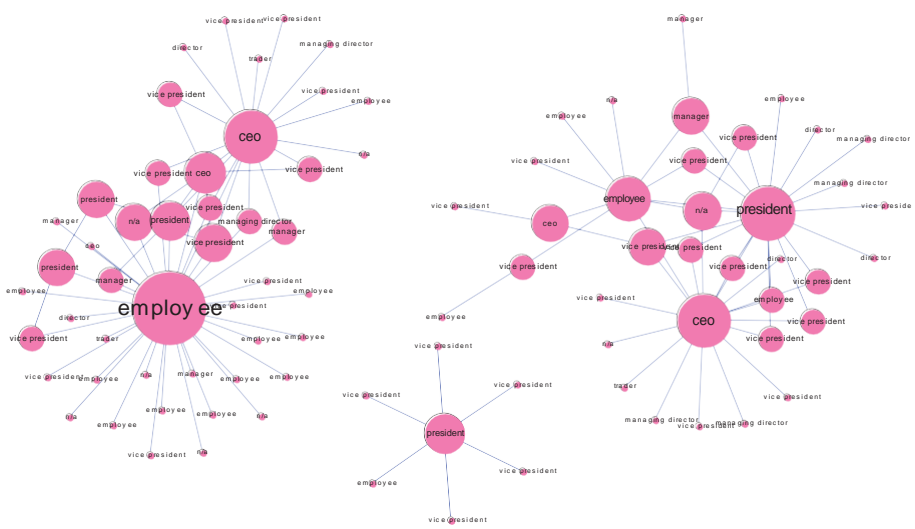 manager
vice president
vice president
director
managing director
trader
vice president
vice president
employee
ceo
n/a
vice president
vice president
ceo
vice president
president
n/a
president
vice president
managing director
manager
vice president
manager
ceo
president
manager
vice president
employee
employee
employee
vice president
director
vice president
trader
employee
employee
vice president
employee
n/a
manager
employee
employee
n/a
employee
employee
n/a
employee
vice president
n/a
n/a
employee
employee
manager
director
managing director
vice president
vice president
vice president
managing director
vice president
employee
n/a
president
ceo
vice president
director
director
vice president
vice president
vice president
employee
vice president
employee
ceo
vice president
vice president
n/a
trader
vice president
managing director
vice president
managing director
vice president
vice president
vice president
president
vice president
employee
vice president